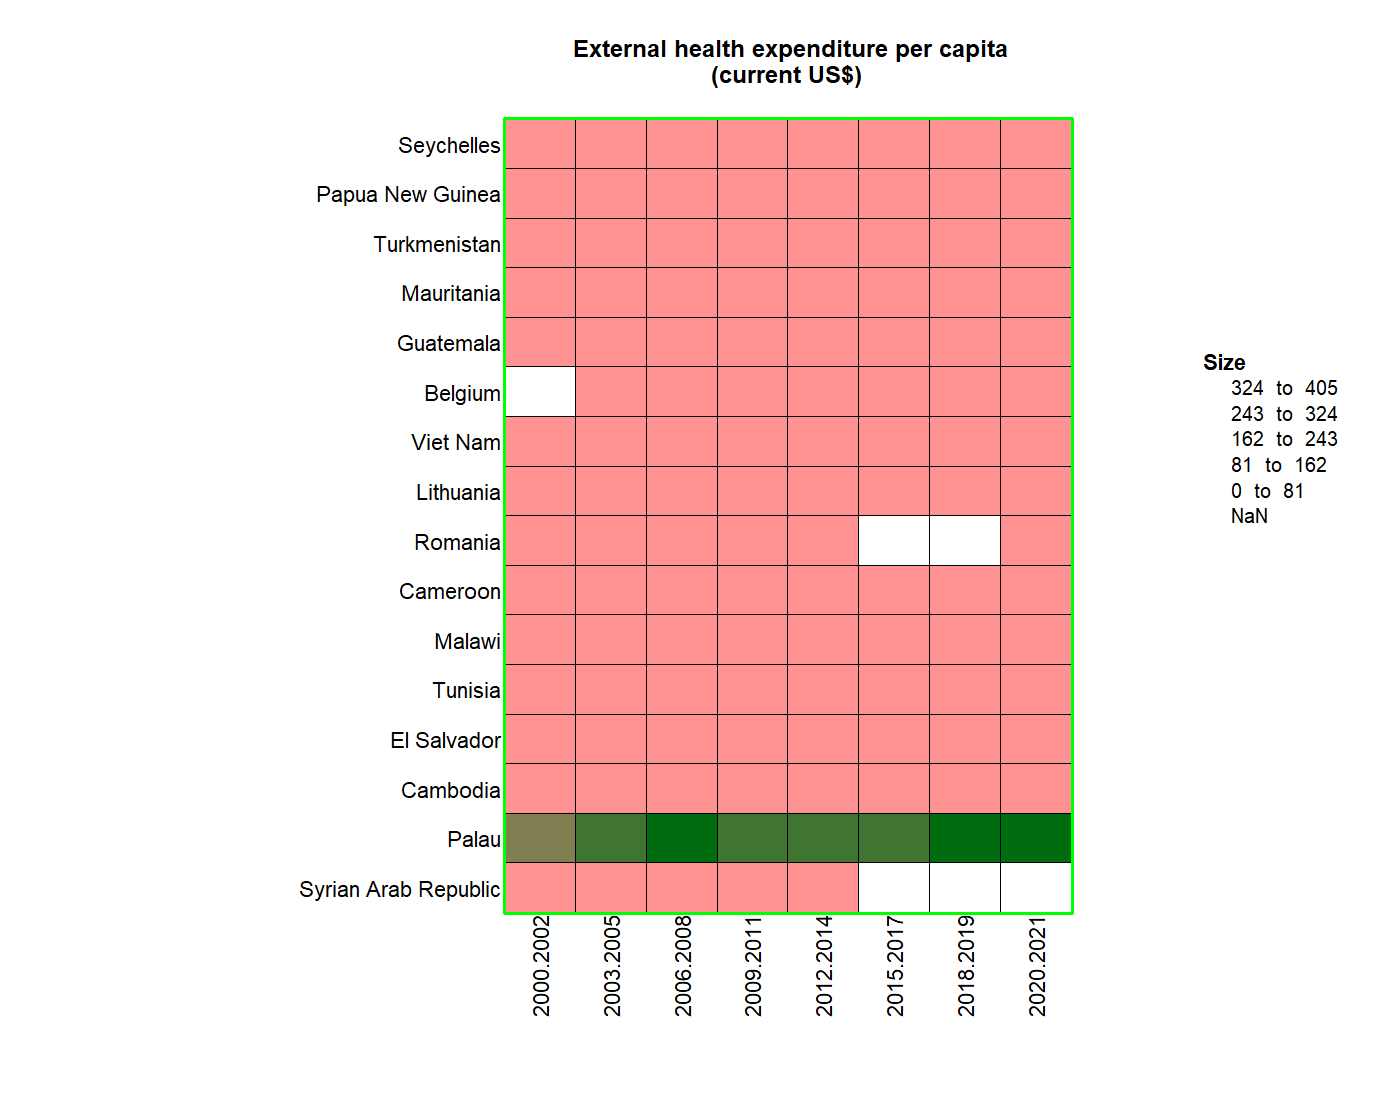 External health expenditure per capita
(current US$)
Seychelles
Papua New Guinea
Turkmenistan
Mauritania
Guatemala
Belgium
Viet Nam
Lithuania
Romania
Cameroon
Malawi
Tunisia
El Salvador
Cambodia
Palau
Syrian Arab Republic
2000.2002
2003.2005
2006.2008
2009.2011
2012.2014
2015.2017
2018.2019
2020.2021
Size
324 to 405
243 to 324
162 to 243
81 to 162
0 to 81
NaN